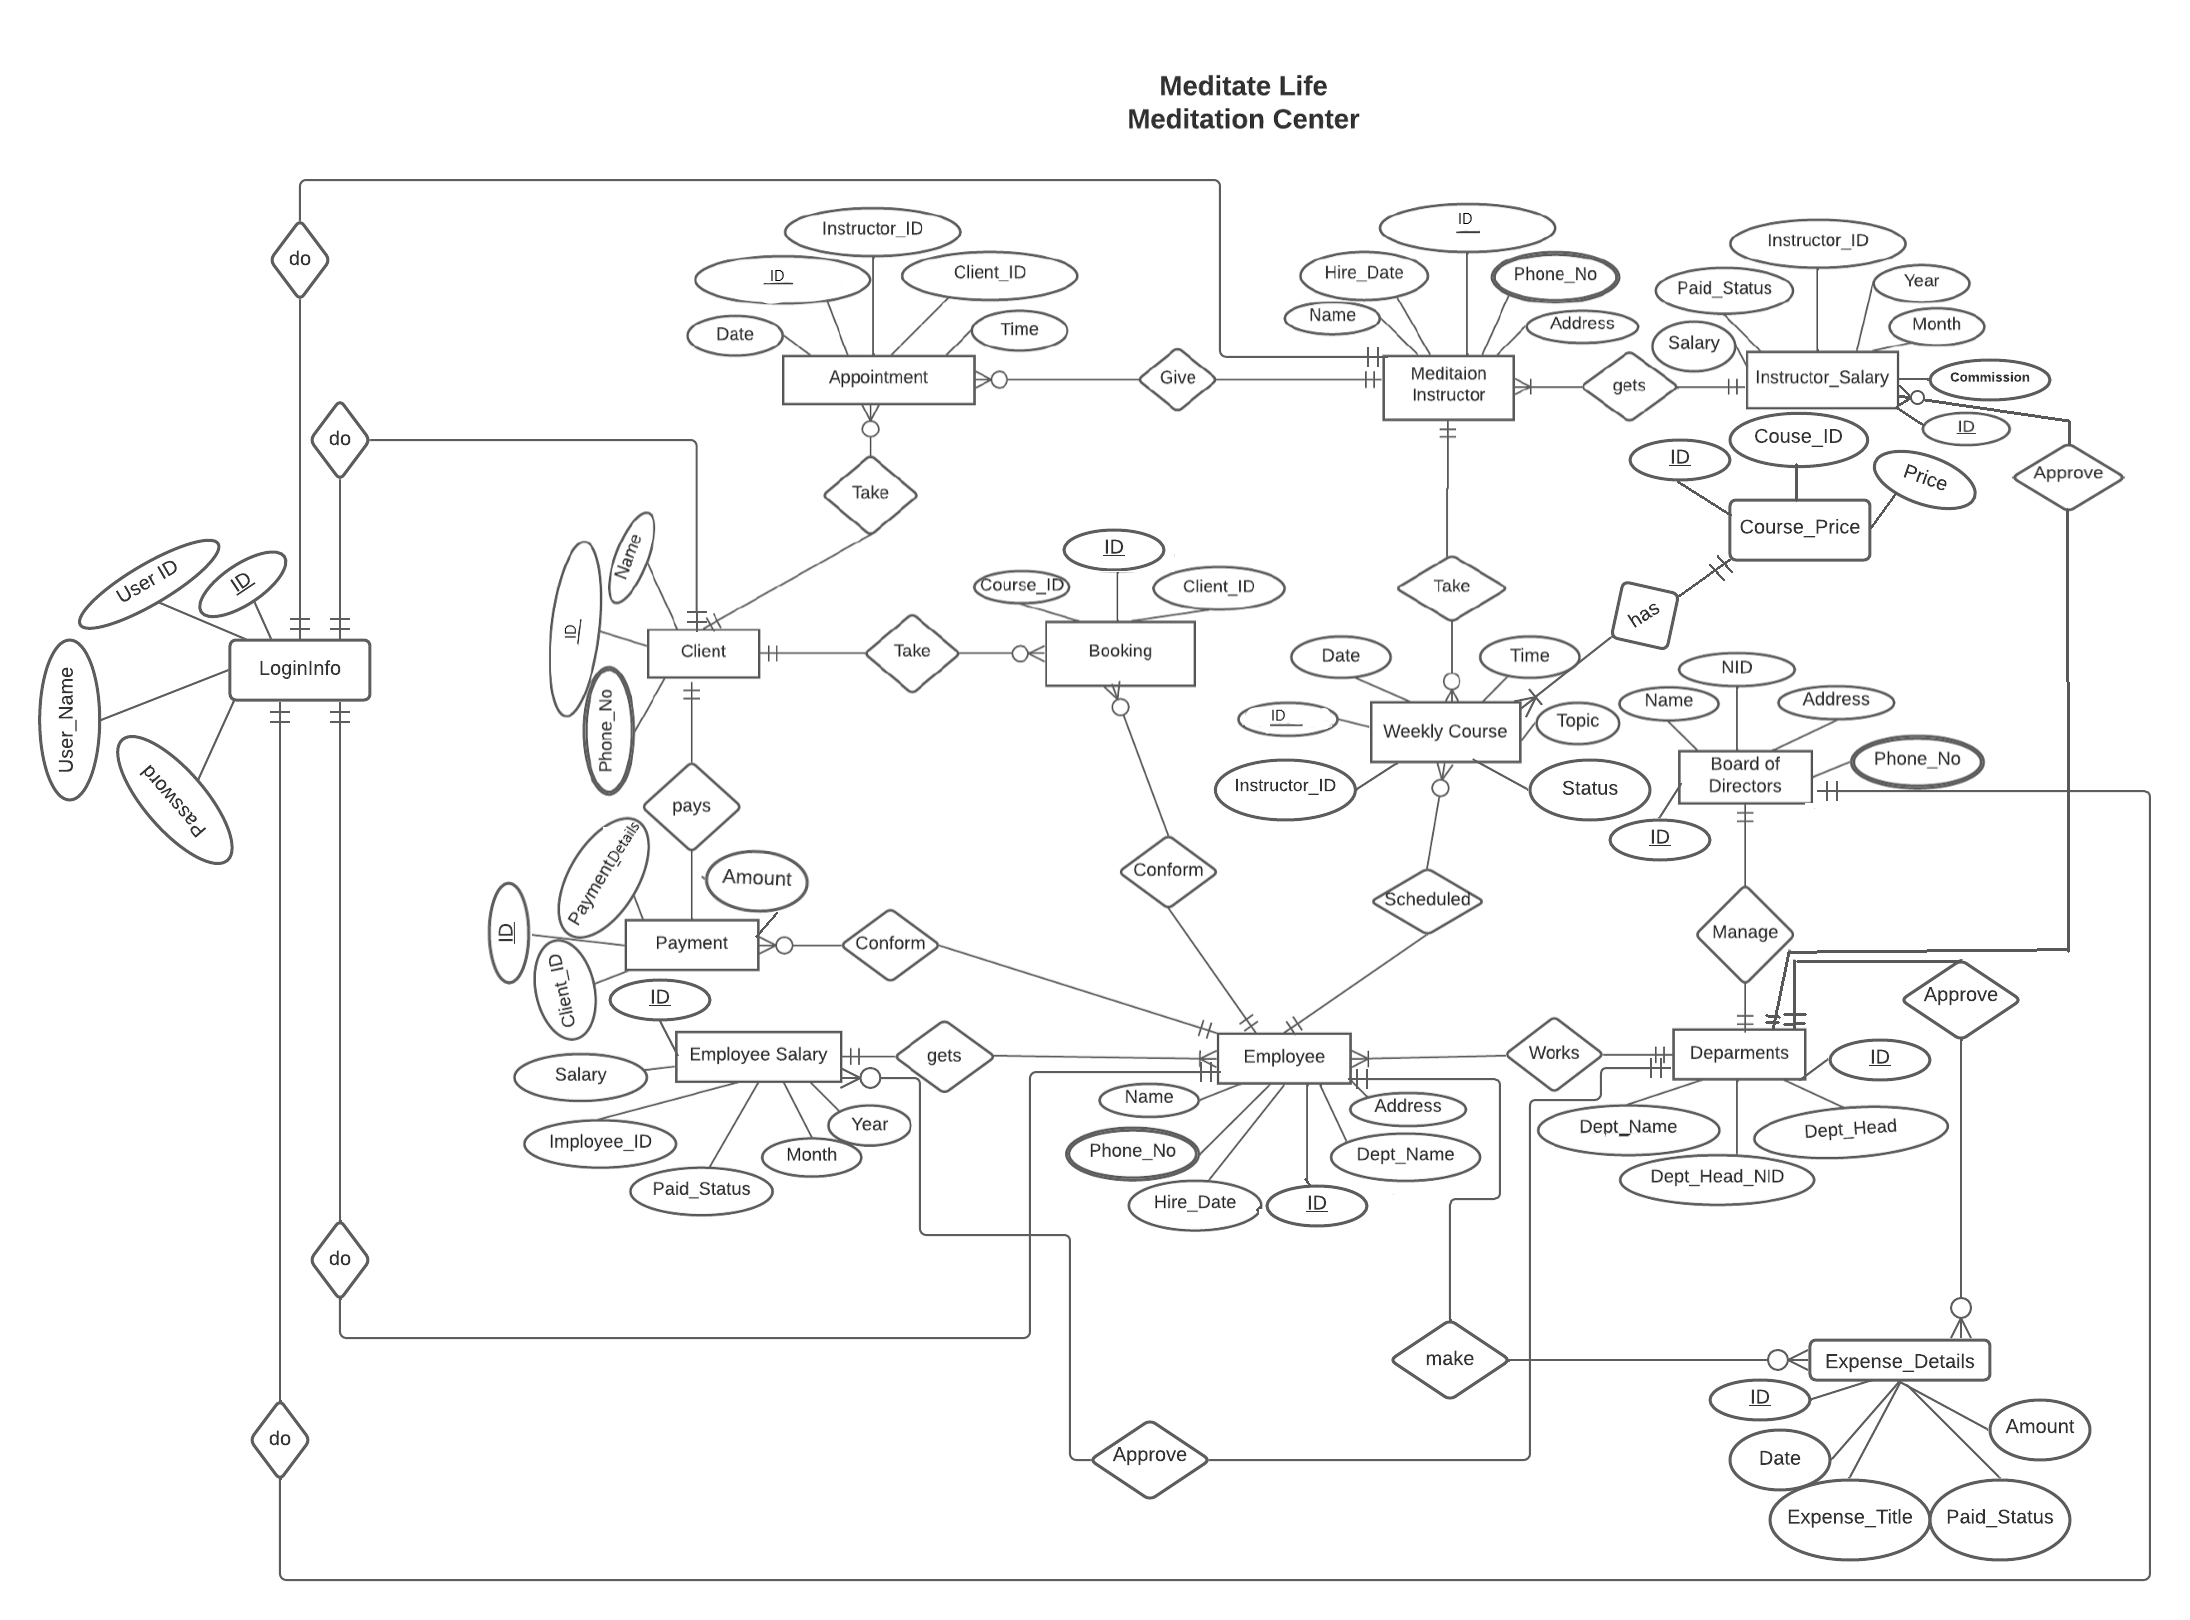 Meditate Life
Meditation Center
do
Instructor_ID
ID
Client_ID
Date
Time
Appointment
Give
ID
Hire_Date
Phone_No
Name
Address
Meditaion
Instructor
gets
Instructor_ID
Paid_Status
Year
Salary
Month
Instructor_Salary
Commission
ID
Approve
do
Take
Couse_ID
ID
Price
Course_Price
has
User ID
ID
LoginInfo
User_Name
Password
Name
ID
Client
Phone_No
Take
ID
Course_ID
Client_ID
Booking
Take
Date
Time
ID
Weekly Course
Topic
Instructor_ID
Status
NID
Name
Address
Board of
Directors
Phone_No
ID
pays
Payment_Details
Amount
ID
Payment
Client_ID
Conform
Conform
Scheduled
Manage
Approve
ID
Employee Salary
gets
Salary
Imployee_ID
Year
Month
Paid_Status
Employee
Name
Address
Phone_No
Dept_Name
Hire_Date
ID
Works
Deparments
ID
Dept_Name
Dept_Head
Dept_Head_NID
do
make
Expense_Details
ID
Amount
Date
Expense_Title
Paid_Status
do
Approve